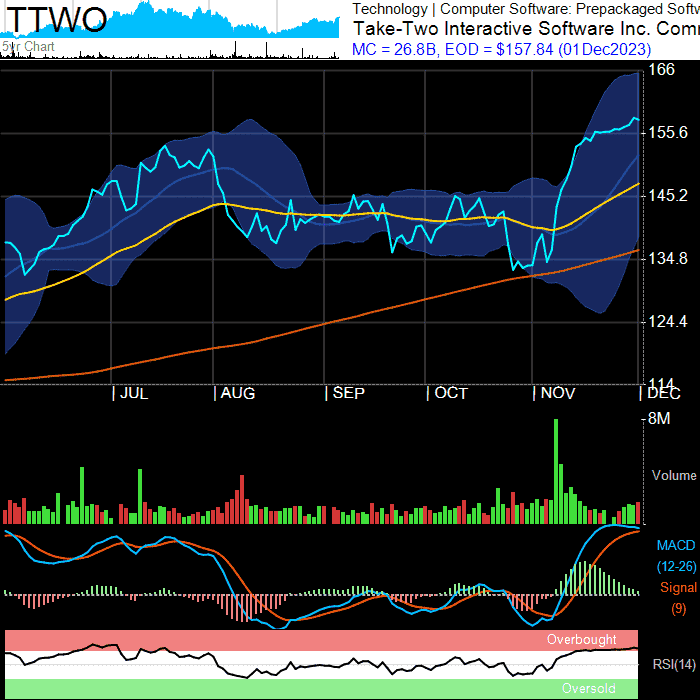 TTWO
5yr Chart
Technology | Computer Software: Prepackaged Softw
Take-Two Interactive Software Inc. Comm
MC = 26.8B, EOD = $157.84 (01Dec2023)
166
155.6
145.2
134.8
124.4
114
JUL
AUG
SEP
OCT
NOV
DEC
8M
Volume
MACD
(12-26)
Signal
(9)
Overbought
RSI(14)
Oversold